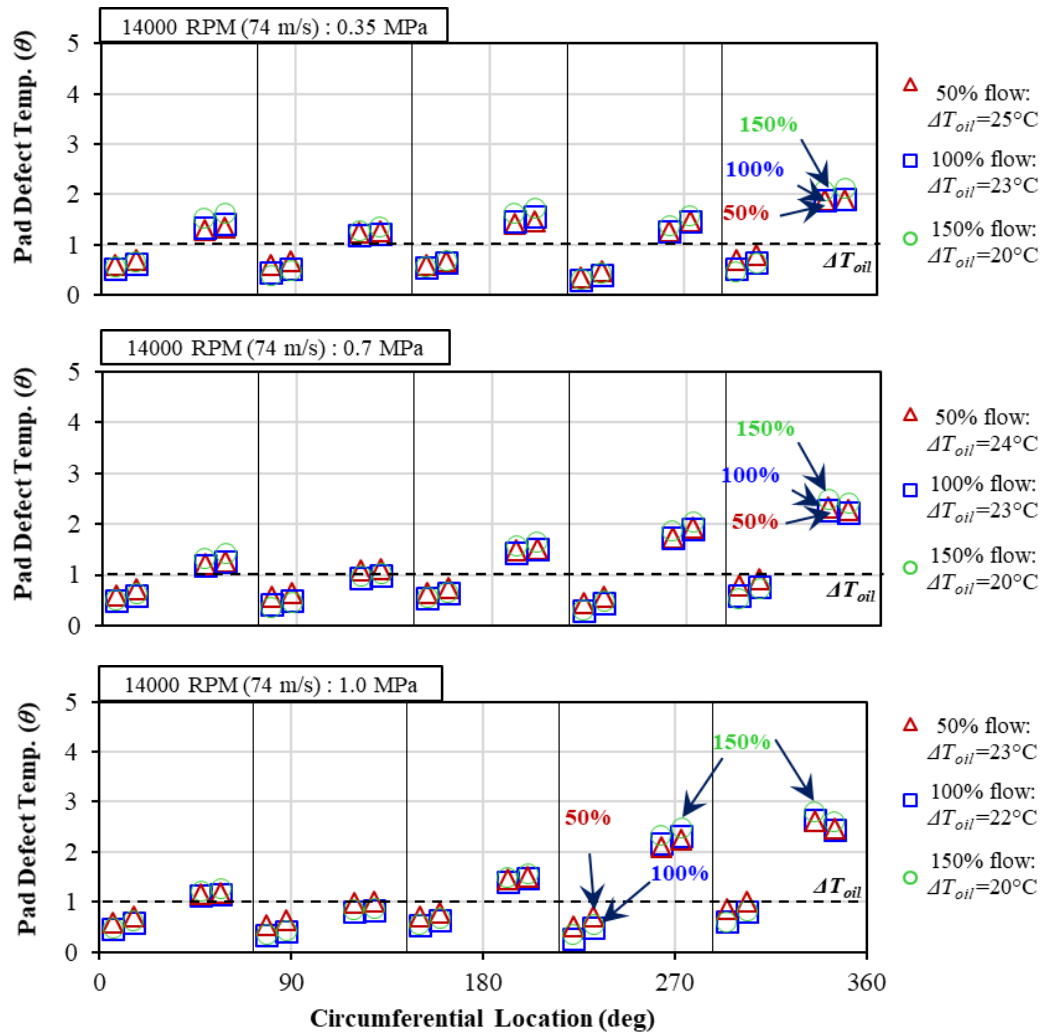 14000 RPM (74 m/s) : 0.35 MPa
Pad Defect Temp. (θ)
5
4
3
2
1
0
150%
100%
50%
ΔToil
50% flow:
ΔToil=25°C
100% flow:
ΔToil=23°C
150% flow:
ΔToil=20°C
14000 RPM (74 m/s) : 0.7 MPa
Pad Defect Temp. (θ)
5
4
3
2
1
0
150%
100%
50%
ΔToil
50% flow:
ΔToil=24°C
100% flow:
ΔToil=23°C
150% flow:
ΔToil=20°C
14000 RPM (74 m/s) : 1.0 MPa
Pad Defect Temp. (θ)
5
4
3
2
1
0
150%
50%
100%
ΔToil
50% flow:
ΔToil=23°C
100% flow:
ΔToil=22°C
150% flow:
ΔToil=20°C
0 90 180 270 360
Circumferential Location (deg)